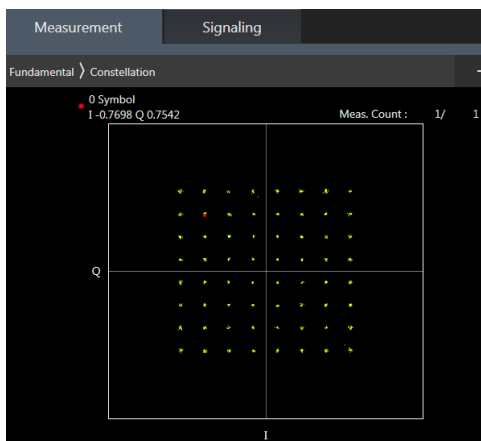 Measurement Signaling
Fundamental 〉 Constellation
0 Symbol
I -0.7698 Q 0.7542 Meas. Count : 1/ 1
Q
I